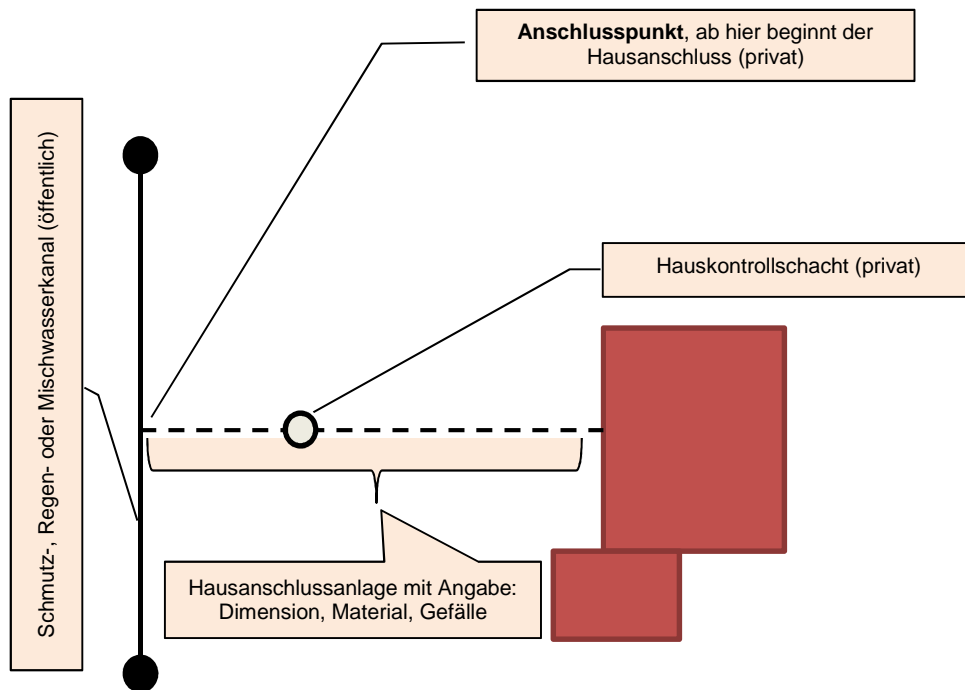 Anschlusspunkt, ab hier beginnt der
Hausanschluss (privat)
Schmutz-, Regen- oder Mischwasserkanal (öffentlich)
Hauskontrollschacht (privat)
Hausanschlussanlage mit Angabe:
Dimension, Material, Gefälle